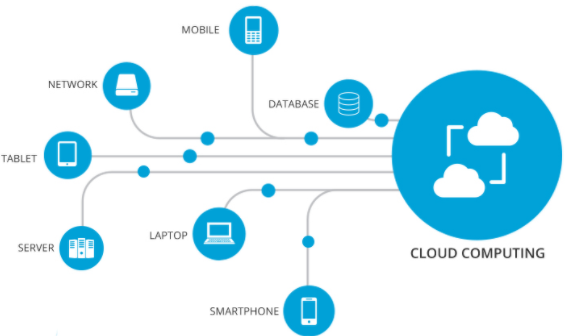 MOBILE
NETWORK
DATABASE
TABLET
LAPTOP
SERVER
CLOUD COMPUTING
SMARTPHONE